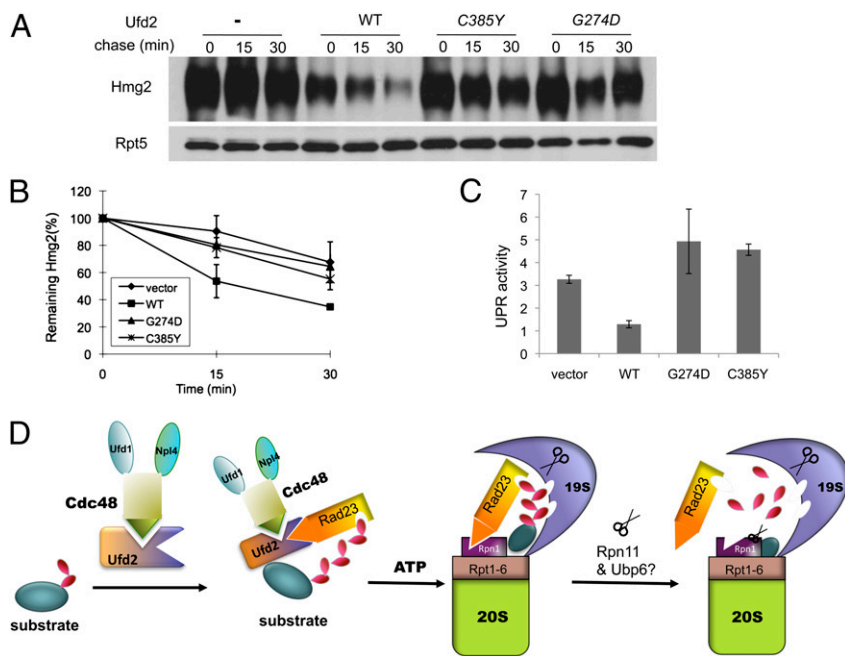 A
Ufd2 - WT C385Y G274D
chase (min) 0 15 30 0 15 30 0 15 30 0 15 30
Hmg2
Rpt5
B
Remaining Hmg2(%)
120
100
80
60
40
20
0
vector
WT
G274D
C385Y
0 15 30
Time (min)
C
UPR activity
7
6
5
4
3
2
1
0
vector WT G274D C385Y
D
Ufd1
Npl4
Cdc48
Ufd2
substrate
Ufd1
Npl4
Cdc48
Rad23
Ufd2
substrate
ATP
Rad23
19S
Rpn1
Rpt1-6
20S
Rpn11
& Ubp6?
Rad23
19S
Rpn1
Rpt1-6
20S